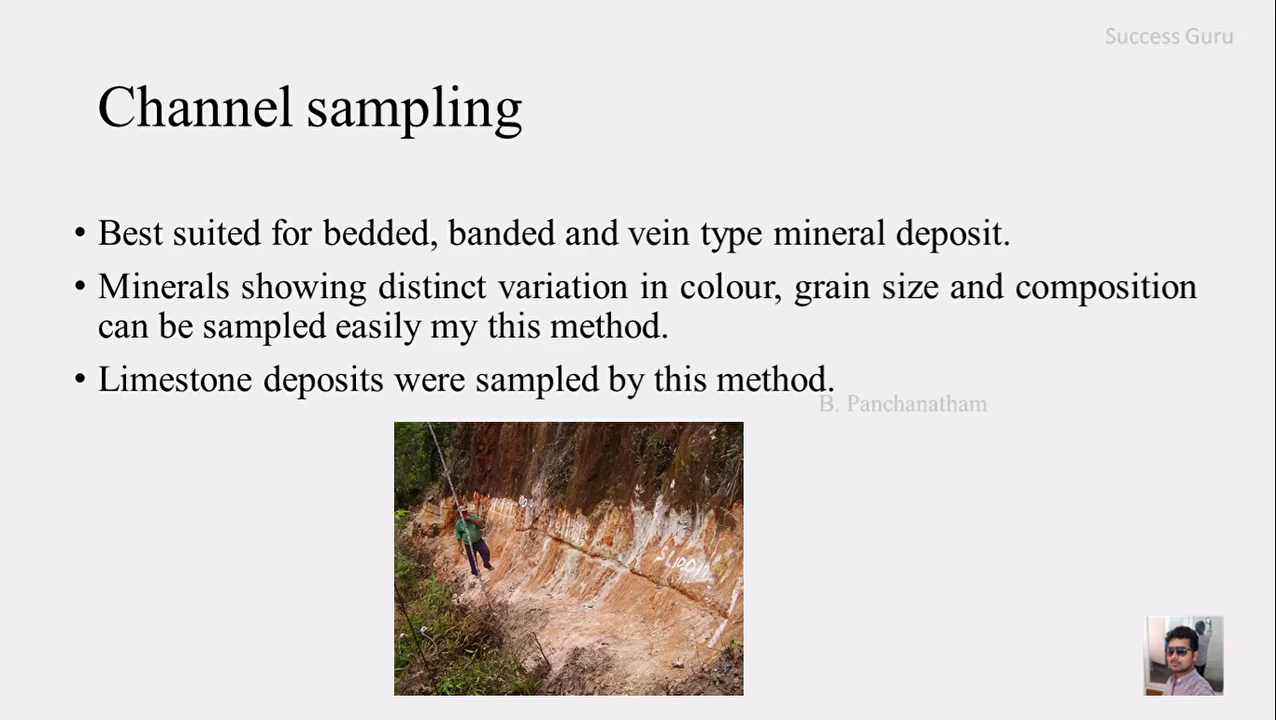 Success Guru
Channel sampling
• Best suited for bedded, banded and vein type mineral deposit.
• Minerals showing distinct variation in colour, grain size and composition
can be sampled easily my this method.
• Limestone deposits were sampled by this method.
B. Panchanatham